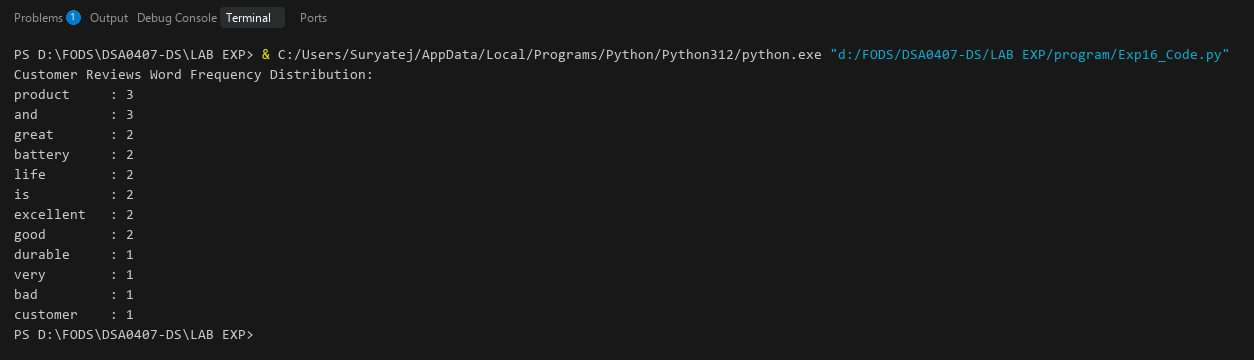 Problems 1 Output Debug Console Terminal Ports
PS D:\FODS\DSA0407-DS\LAB EXP> & C:/Users/Suryatej/AppData/Local/Programs/Python/Python312/python.exe "d:/FODS/DSA0407-DS/LAB EXP/program/Exp16_Code.py"
Customer Reviews Word Frequency Distribution:
product     : 3
and         : 3
great       : 2
battery     : 2
life        : 2
is          : 2
excellent   : 2
good        : 2
durable     : 1
very        : 1
bad         : 1
customer    : 1
PS D:\FODS\DSA0407-DS\LAB EXP>